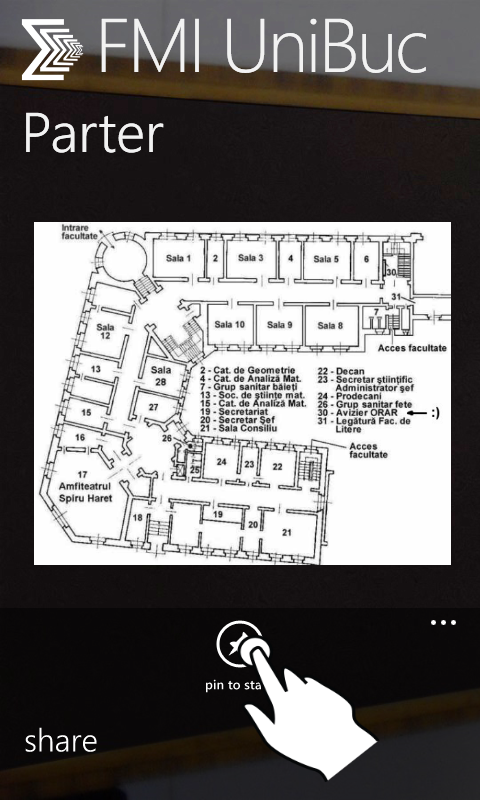 FMI UniBuc
Parter
Intrare
facultate
Sala 1
2
Sala 3
4
Sala 5
6
30
31
7
Sala 10
Sala 9
Sala 8
Acces facultate
Sala
12
13
Sala
28
15
27
16
26
17
Amfiteatrul
Spiru Haret
18
25
24
23
22
19
20
21
2 - Cat. de Geometrie
4 - Cat. de Analiză Mat.
7 - Grup sanitar băieți
13 - Soc. de științe mat.
15 - Cat. de Analiză Mat.
19 - Secretariat
20 - Secretar Șef
21 - Sala Consiliu
22 - Decan
23 - Secretar științific
Administrator șef
24 - Prodecani
26 - Grup sanitar fete
30 - Avizier ORAR
:)
31 - Legătură Fac. de
Litere
Acces
facultate
pin to sta
share